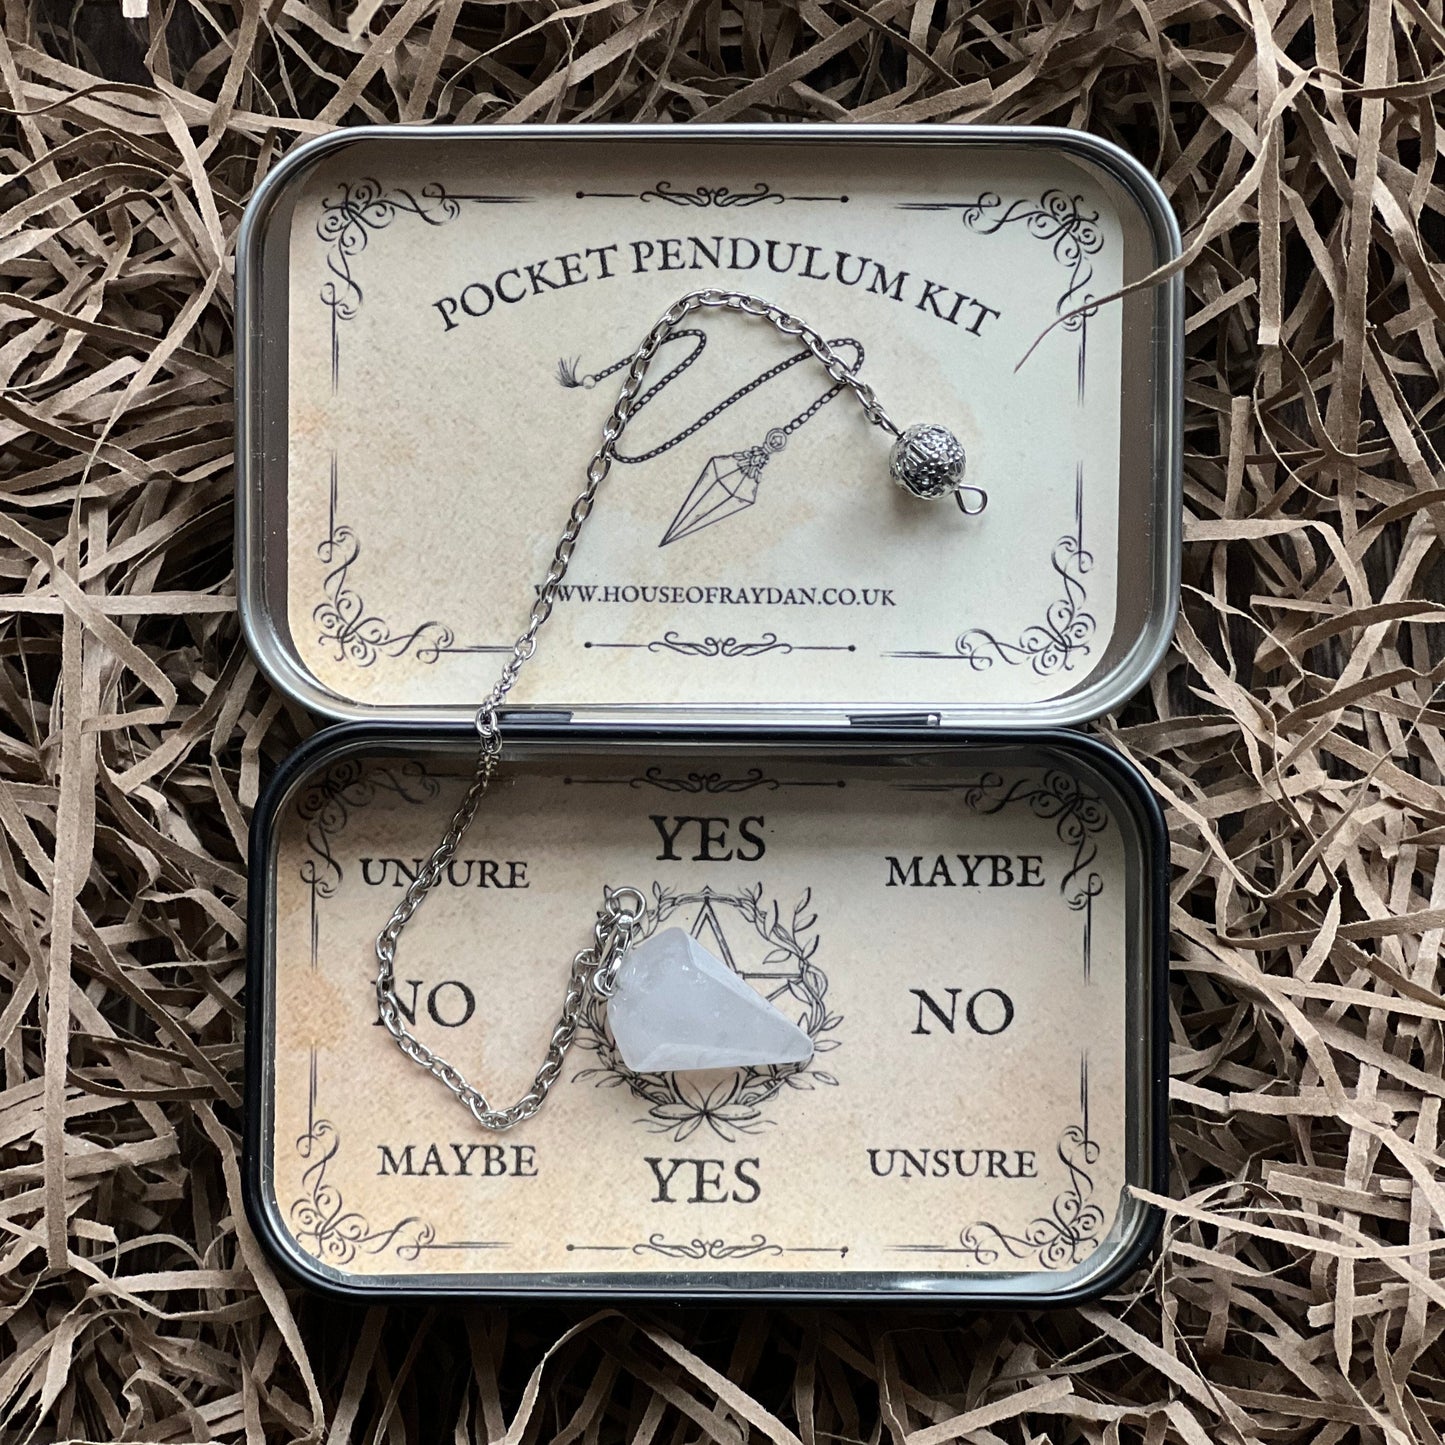 POCKET PENDULUM KIT
WWW.HOUSEOFRAYDAN.CO.UK
YES
UNSURE
MAYBE
NO
NO
MAYBE
YES
UNSURE